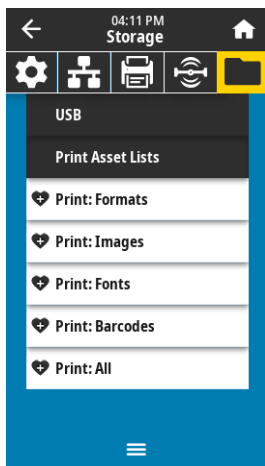 04:11 PM
Storage
USB
Print Asset Lists
Print: Formats
Print: Images
Print: Fonts
Print: Barcodes
Print: All